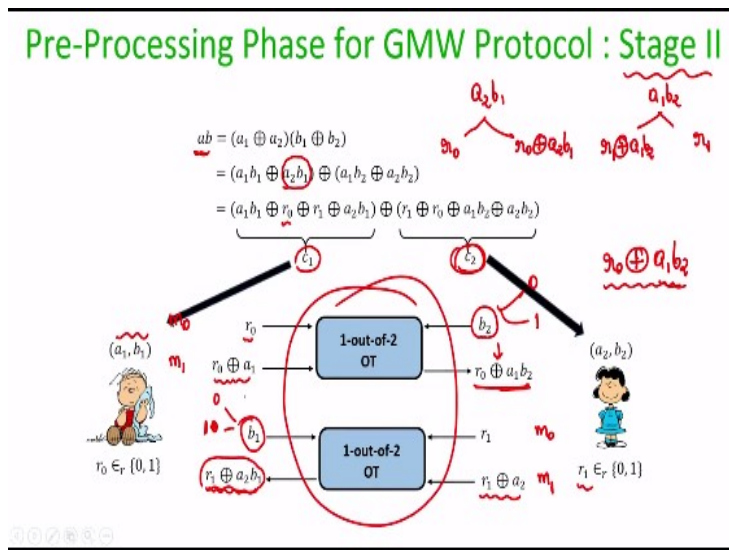 Pre-Processing Phase for GMW Protocol : Stage II
a₂b₁
a₁b₂
r₀
r₀⊕a₂b₁
r₁⊕a₁b₂
r₁
ab = (a₁ ⊕ a₂)(b₁ ⊕ b₂)
= (a₁b₁ ⊕ a₂b₁) ⊕ (a₁b₂ ⊕ a₂b₂)
= (a₁b₁ ⊕ r₀ ⊕ r₁ ⊕ a₂b₁) ⊕ (r₁ ⊕ r₀ ⊕ a₁b₂ ⊕ a₂b₂)
c₁
c₂
r₀ ⊕ a₁b₂
m₀
(a₁, b₁)
m₁
r₀
r₀ ⊕ a₁
1-out-of-2
OT
b₂
0
1
r₀ ⊕ a₁b₂
(a₂, b₂)
0
b₁
r₁ ⊕ a₂b₁
1-out-of-2
OT
r₁
m₀
r₁ ⊕ a₂
m₁
r₀ ∈ᵣ {0, 1}
r₁ ∈ᵣ {0, 1}